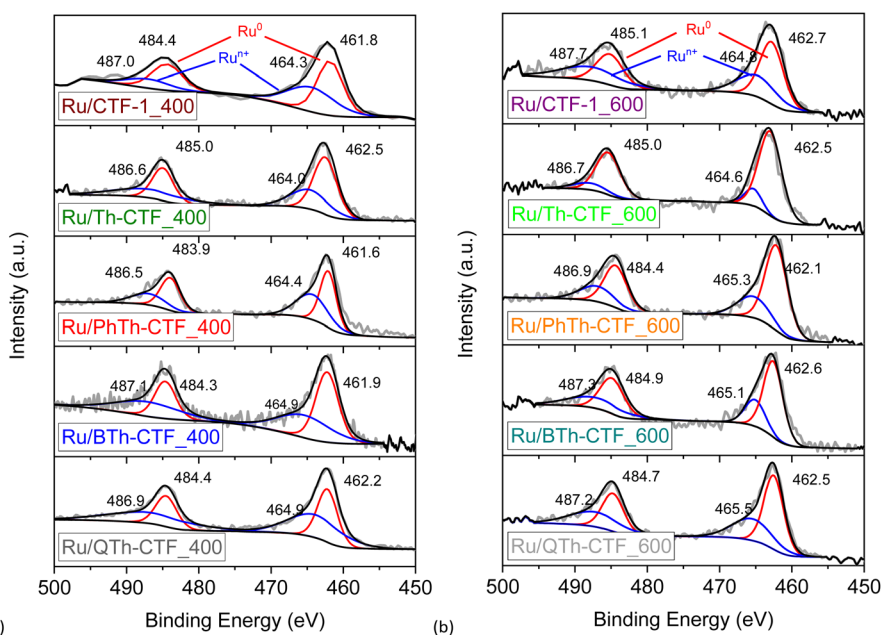 487.0
484.4
Ru⁰
Ruⁿ⁺
464.3
461.8
Ru/CTF-1_400
486.6
485.0
464.0
462.5
Ru/Th-CTF_400
486.5
483.9
464.4
461.6
Ru/PhTh-CTF_400
487.1
484.3
464.9
461.9
Ru/BTh-CTF_400
486.9
484.4
464.9
462.2
Ru/QTh-CTF_400
500 490 480 470 460 450
Binding Energy (eV)
Intensity (a.u.)
)
487.7
485.1
Ru⁰
Ruⁿ⁺
464.8
462.7
Ru/CTF-1_600
486.7
485.0
464.6
462.5
Ru/Th-CTF_600
486.9
484.4
465.3
462.1
Ru/PhTh-CTF_600
487.3
484.9
465.1
462.6
Ru/BTh-CTF_600
487.2
484.7
465.5
462.5
Ru/QTh-CTF_600
500 490 480 470 460 450
Binding Energy (eV)
Intensity (a.u.)
(b)